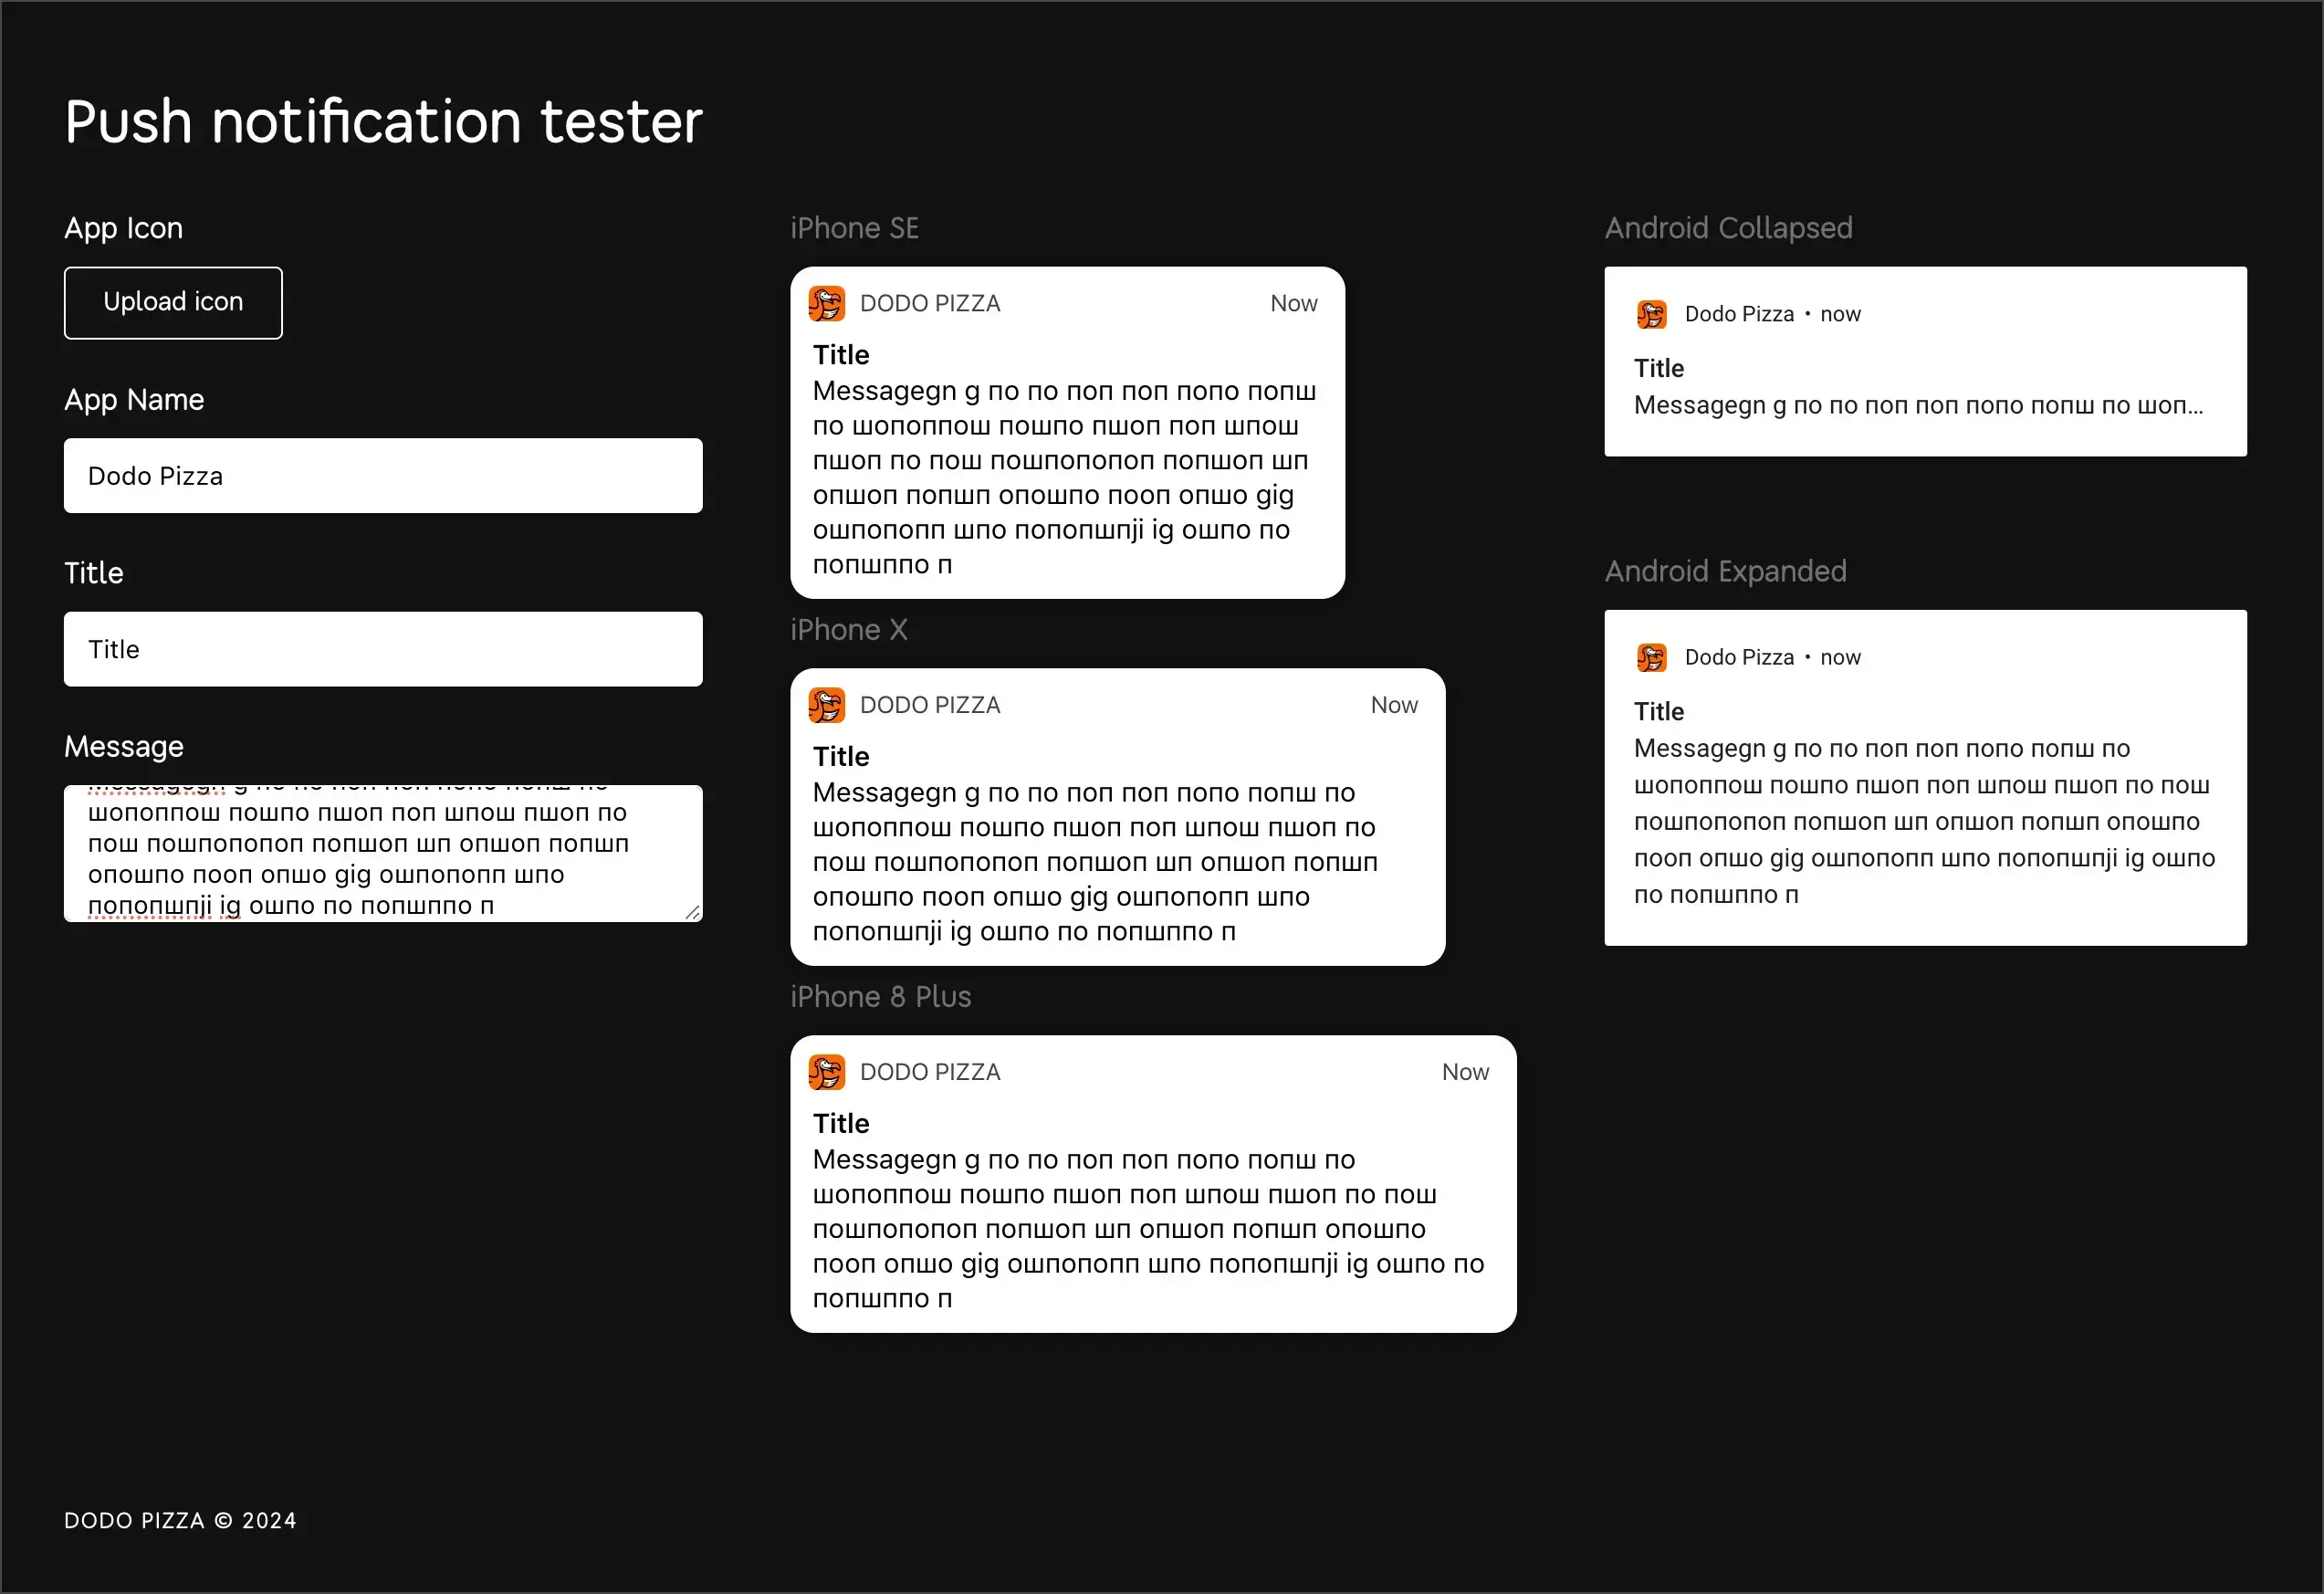 Push notification tester
App Icon
Upload icon
App Name
Dodo Pizza
Title
Title
Message
Messagegn g по по поп поп попо попш по
шопоппош пошпо пшоп поп шпош пшоп по
пош пошпопопоп попшоп шп опшоп попшп
опошпо пооп опшо gig ошпопопп шпо
попопшпji ig ошпо по попшппо п
iPhone SE
DODO PIZZA Now
Title
Messagegn g по по поп поп попо попш
по шопоппош пошпо пшоп поп шпош
пшоп по пош пошпопопоп попшоп шп
опшоп попшп опошпо пооп опшо gig
ошпопопп шпо попопшпji ig ошпо по
попшппо п
iPhone X
DODO PIZZA Now
Title
Messagegn g по по поп поп попо попш по
шопоппош пошпо пшоп поп шпош пшоп по
пош пошпопопоп попшоп шп опшоп попшп
опошпо пооп опшо gig ошпопопп шпо
попопшпji ig ошпо по попшппо п
iPhone 8 Plus
DODO PIZZA Now
Title
Messagegn g по по поп поп попо попш по
шопоппош пошпо пшоп поп шпош пшоп по пош
пошпопопоп попшоп шп опшоп попшп опошпо
пооп опшо gig ошпопопп шпо попопшпji ig ошпо по
попшппо п
Android Collapsed
Dodo Pizza • now
Title
Messagegn g по по поп поп попо попш по шоп...
Android Expanded
Dodo Pizza • now
Title
Messagegn g по по поп поп попо попш по
шопоппош пошпо пшоп поп шпош пшоп по пош
пошпопопоп попшоп шп опшоп попшп опошпо
пооп опшо gig ошпопопп шпо попопшпji ig ошпо
по попшппо п
DODO PIZZA © 2024